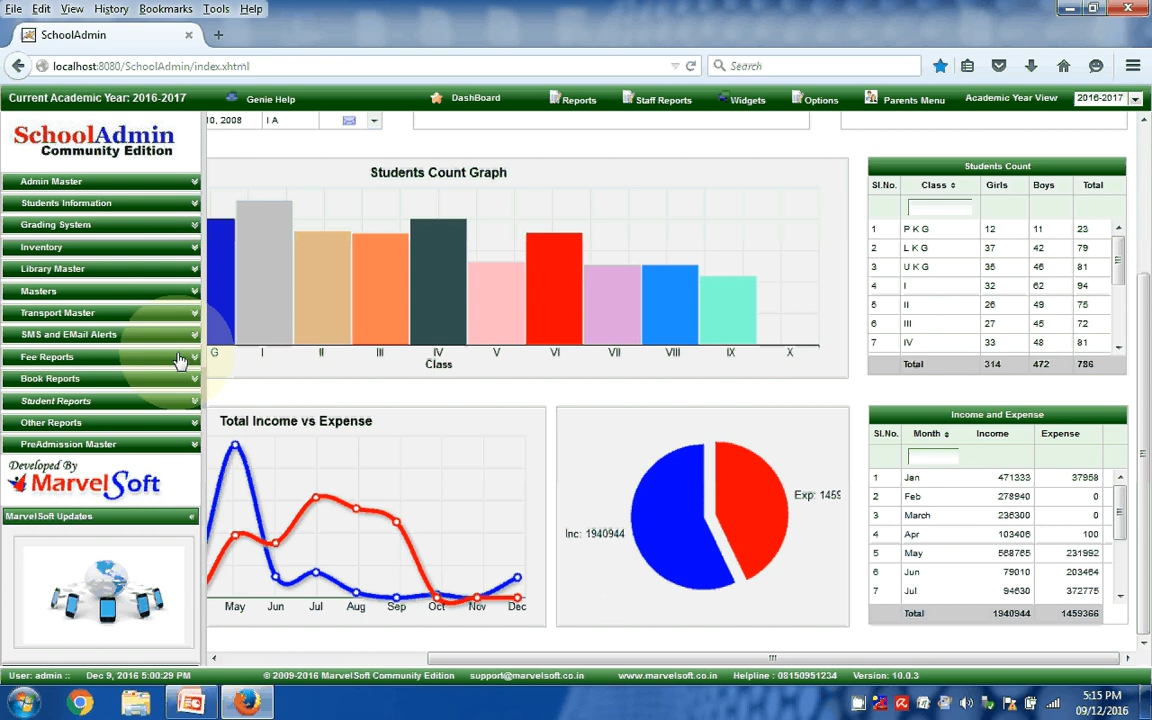 File Edit View History Bookmarks Tools Help
SchoolAdmin
localhost:8080/SchoolAdmin/index.xhtml
Search
Current Academic Year: 2016-2017 Genie Help DashBoard Reports Staff Reports Widgets Options Parents Menu Academic Year View 2016-2017
SchoolAdmin
Community Edition
Admin Master
Students Information
Grading System
Inventory
Library Master
Masters
Transport Master
SMS and EMail Alerts
Fee Reports
Book Reports
Student Reports
Other Reports
PreAdmission Master
Developed By
MarvelSoft
MarvelSoft Updates
10, 2008 I A
Students Count Graph
G I II III IV V VI VII VIII IX X
Class
Students Count
Sl.No. Class Girls Boys Total
1 P K G 12 11 23
2 L K G 37 42 79
3 U K G 35 46 81
4 I 32 62 94
5 II 26 49 75
6 III 27 45 72
7 IV 33 48 81
Total 314 472 786
Total Income vs Expense
May Jun Jul Aug Sep Oct Nov Dec
Inc: 1940944
Exp: 1459
Income and Expense
Sl.No. Month Income Expense
1 Jan 471333 37958
2 Feb 278940 0
3 March 236300 0
4 Apr 103406 100
5 May 568765 231992
6 Jun 79010 203464
7 Jul 94630 372775
Total 1940944 1459366
User: admin :: Dec 9, 2016 5:00:29 PM © 2009-2016 MarvelSoft Community Edition support@marvelsoft.co.in www.marvelsoft.co.in Helpline : 08150951234 Version: 10.0.3
5:15 PM
09/12/2016